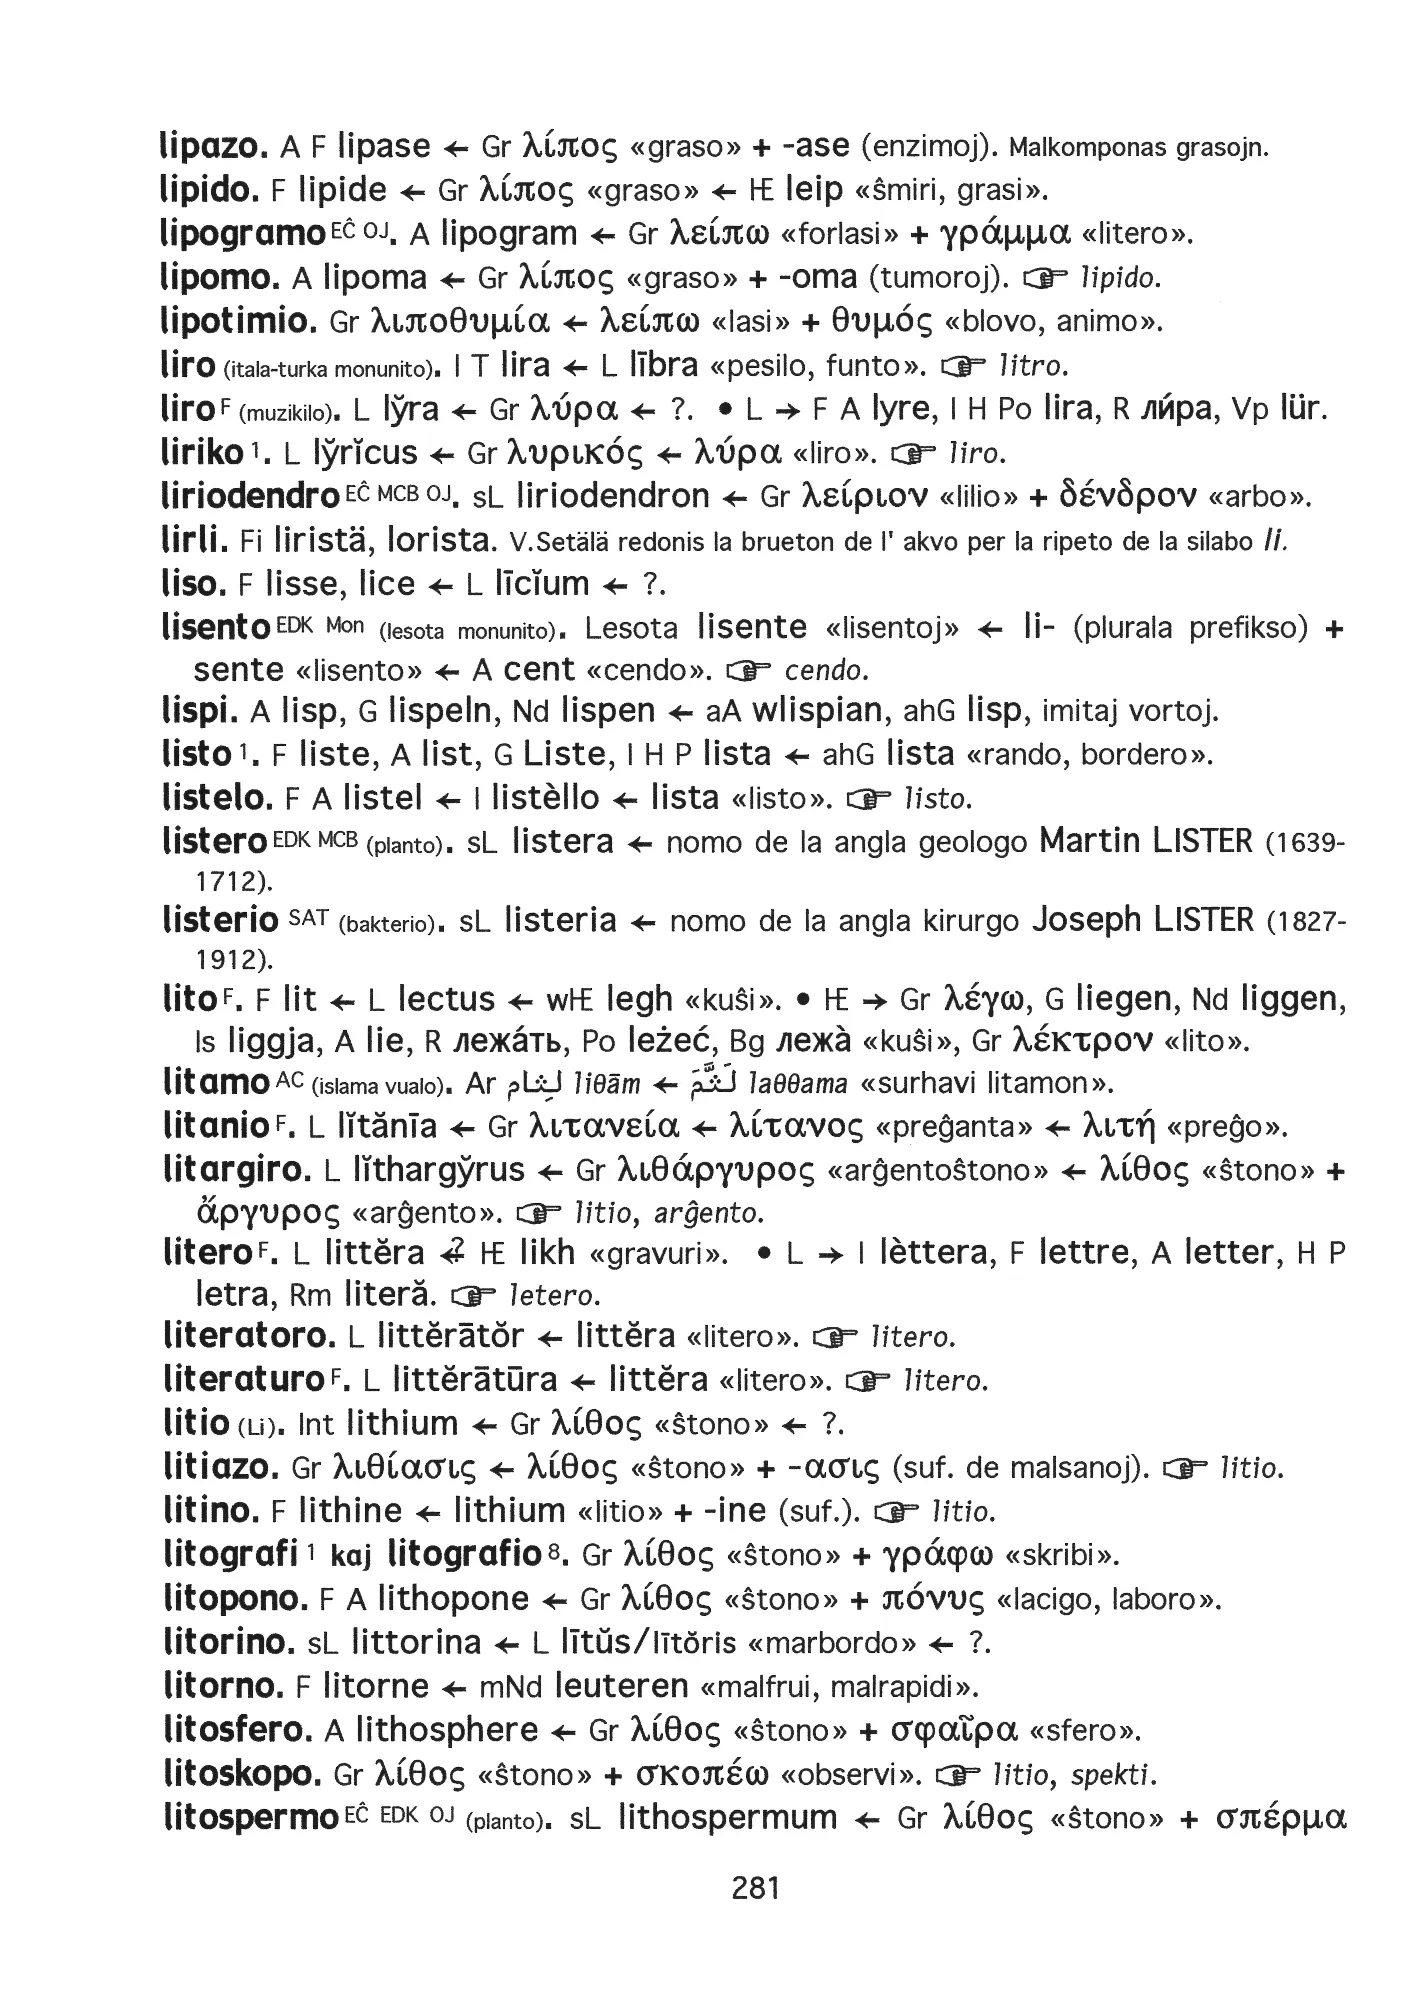 lipazo. A F lipase ← Gr λίπος «graso» + -ase (enzimoj). Malkomponas grasojn.
lipido. F lipide ← Gr λίπος «graso» ← IE leip «ŝmiri, grasi».
lipogramo EĈ OJ. A lipogram ← Gr λείπω «forlasi» + γράμμα «litero».
lipomo. A lipoma ← Gr λίπος «graso» + -oma (tumoroj). ☞ lipido.
lipotimio. Gr λιποθυμία ← λείπω «lasi» + θυμός «blovo, animo».
liro (itala-turka monunito). I T lira ← L lībra «pesilo, funto». ☞ litro.
liro F (muzikilo). L ly̆ra ← Gr λύρα ← ?. • L → F A lyre, I H Po lira, R ли́ра, Vp lür.
liriko 1. L ly̆rĭcus ← Gr λυρικός ← λύρα «liro». ☞ liro.
liriodendro EĈ MCB OJ. sL liriodendron ← Gr λείριον «lilio» + δένδρον «arbo».
lirli. Fi liristä, lorista. V.Setälä redonis la brueton de l' akvo per la ripeto de la silabo li.
liso. F lisse, lice ← L līcĭum ← ?.
lisento EDK Mon (lesota monunito). Lesota lisente «lisentoj» ← li- (plurala prefikso) +
sente «lisento» ← A cent «cendo». ☞ cendo.
lispi. A lisp, G lispeln, Nd lispen ← aA wlispian, ahG lisp, imitaj vortoj.
listo 1. F liste, A list, G Liste, I H P lista ← ahG lista «rando, bordero».
listelo. F A listel ← I listèllo ← lista «listo». ☞ listo.
listero EDK MCB (planto). sL listera ← nomo de la angla geologo Martin LISTER (1639-
1712).
listerio SAT (bakterio). sL listeria ← nomo de la angla kirurgo Joseph LISTER (1827-
1912).
lito F. F lit ← L lectus ← wIE legh «kuŝi». • IE → Gr λέγω, G liegen, Nd liggen,
Is liggja, A lie, R лежа́ть, Po leżeć, Bg лежа̀ «kuŝi», Gr λέκτρον «lito».
litamo AC (islama vualo). Ar لِثام liθām ← لَثَّمَ laθθama «surhavi litamon».
litanio F. L lĭtănīa ← Gr λιτανεία ← λίτανος «preĝanta» ← λιτή «preĝo».
litargiro. L lĭthargy̆rus ← Gr λιθάργυρος «arĝentoŝtono» ← λίθος «ŝtono» +
ἄργυρος «arĝento». ☞ litio, arĝento.
litero F. L littĕra ←? IE likh «gravuri». • L → I lèttera, F lettre, A letter, H P
letra, Rm literă. ☞ letero.
literatoro. L littĕrātŏr ← littĕra «litero». ☞ litero.
literaturo F. L littĕrātūra ← littĕra «litero». ☞ litero.
litio (Li). Int lithium ← Gr λίθος «ŝtono» ← ?.
litiazo. Gr λιθίασις ← λίθος «ŝtono» + -ασις (suf. de malsanoj). ☞ litio.
litino. F lithine ← lithium «litio» + -ine (suf.). ☞ litio.
litografi 1 kaj litografio 8. Gr λίθος «ŝtono» + γράφω «skribi».
litopono. F A lithopone ← Gr λίθος «ŝtono» + πόνυς «lacigo, laboro».
litorino. sL littorina ← L lītŭs/lītŏris «marbordo» ← ?.
litorno. F litorne ← mNd leuteren «malfrui, malrapidi».
litosfero. A lithosphere ← Gr λίθος «ŝtono» + σφαῖρα «sfero».
litoskopo. Gr λίθος «ŝtono» + σκοπέω «observi». ☞ litio, spekti.
litospermo EĈ EDK OJ (planto). sL lithospermum ← Gr λίθος «ŝtono» + σπέρμα
281